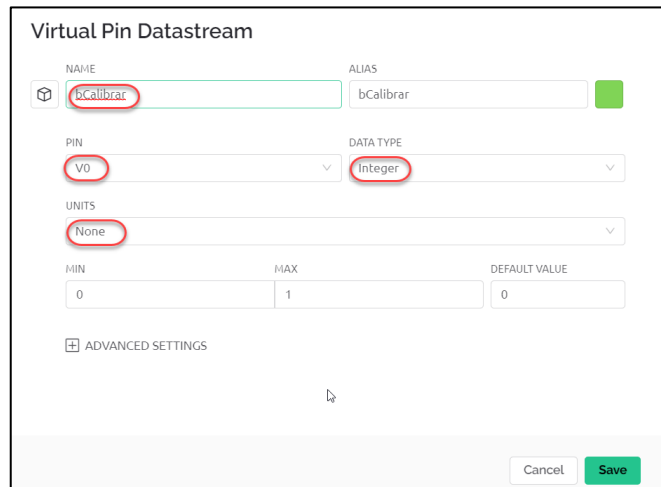 Virtual Pin Datastream
NAME
ALIAS
bCalibrar
bCalibrar
PIN
DATA TYPE
V0
Integer
UNITS
None
MIN
MAX
DEFAULT VALUE
0
1
0
ADVANCED SETTINGS
Cancel
Save